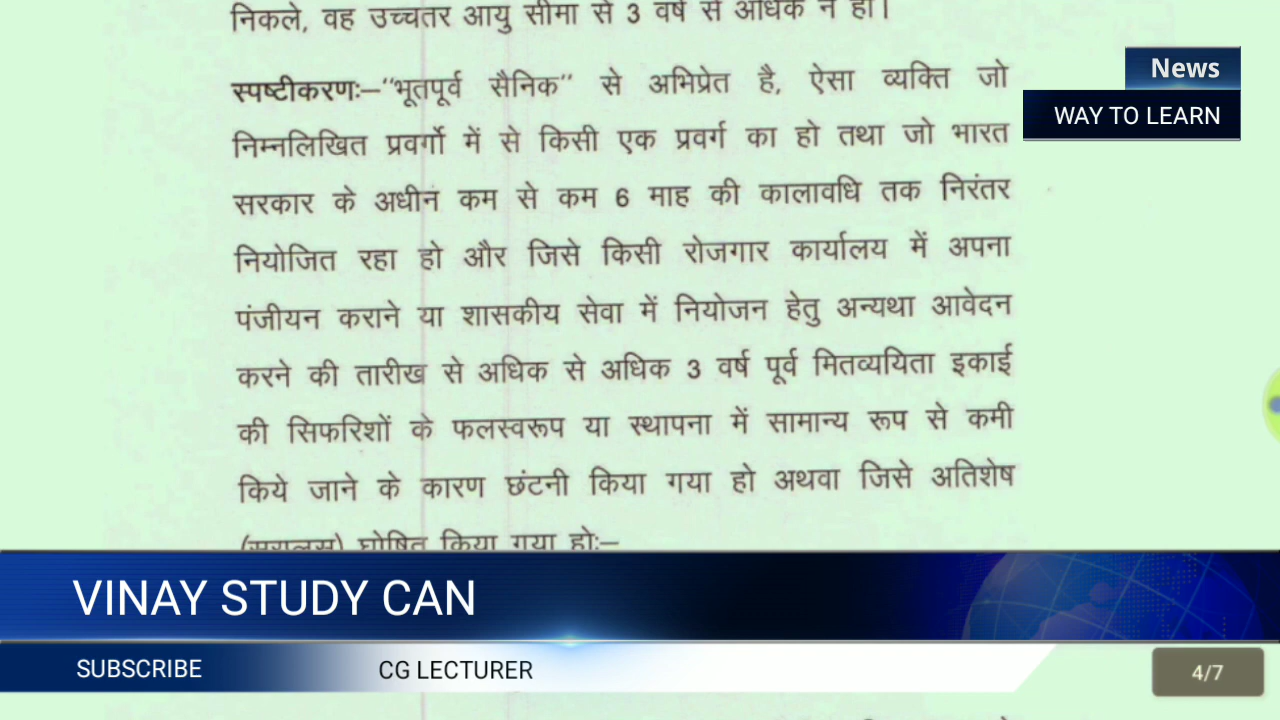 निकले, वह उच्चतर आयु सीमा से 3 वर्ष से अधिक न हो।
स्पष्टीकरणः–"भूतपूर्व सैनिक" से अभिप्रेत है, ऐसा व्यक्ति जो
News
WAY TO LEARN
निम्नलिखित प्रवर्गो में से किसी एक प्रवर्ग का हो तथा जो भारत
सरकार के अधीन कम से कम 6 माह की कालावधि तक निरंतर
नियोजित रहा हो और जिसे किसी रोजगार कार्यालय में अपना
पंजीयन कराने या शासकीय सेवा में नियोजन हेतु अन्यथा आवेदन
करने की तारीख से अधिक से अधिक 3 वर्ष पूर्व मितव्ययिता इकाई
की सिफरिशों के फलस्वरूप या स्थापना में सामान्य रूप से कमी
किये जाने के कारण छंटनी किया गया हो अथवा जिसे अतिशेष
(सरप्लस) घोषित किया गया होः–
VINAY STUDY CAN
SUBSCRIBE
CG LECTURER
4/7